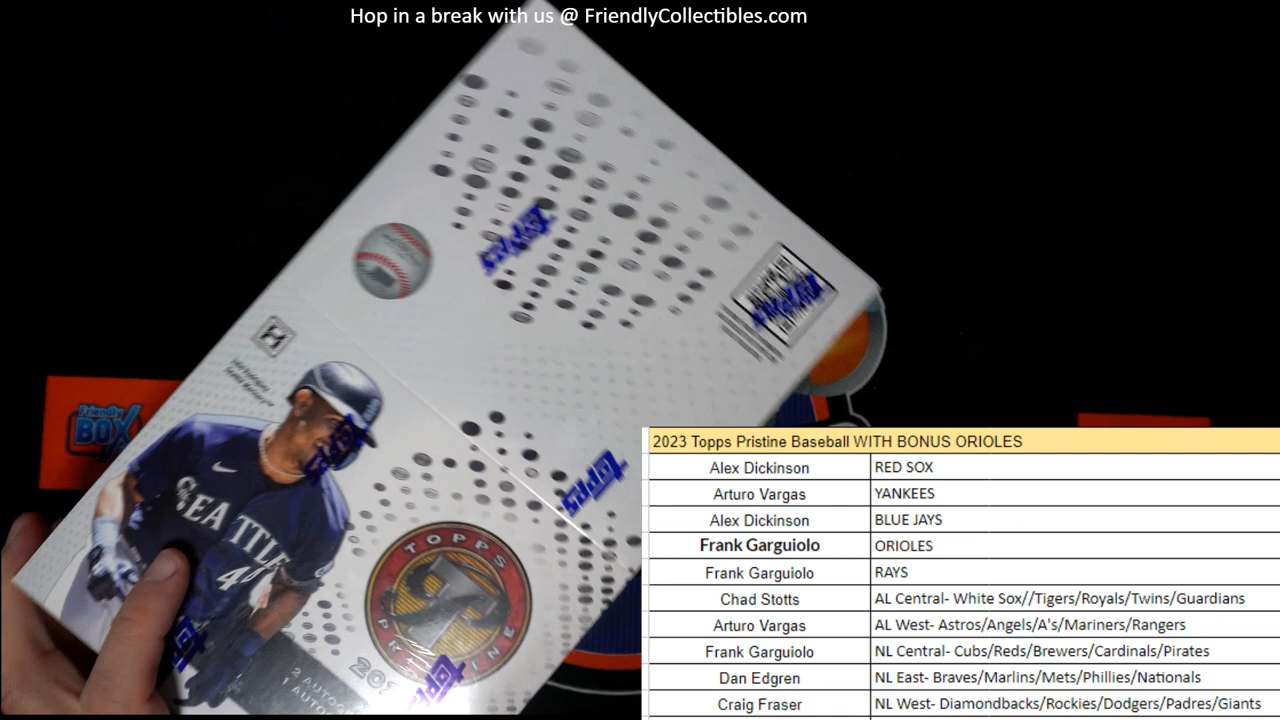 Hop in a break with us @ FriendlyCollectibles.com
Friendly
BOX
SEATTLE
TOPPS
PRISTINE
2023 Topps Pristine Baseball WITH BONUS ORIOLES
Alex Dickinson RED SOX
Arturo Vargas YANKEES
Alex Dickinson BLUE JAYS
Frank Garguiolo ORIOLES
Frank Garguiolo RAYS
Chad Stotts AL Central- White Sox//Tigers/Royals/Twins/Guardians
Arturo Vargas AL West- Astros/Angels/A's/Mariners/Rangers
Frank Garguiolo NL Central- Cubs/Reds/Brewers/Cardinals/Pirates
Dan Edgren NL East- Braves/Marlins/Mets/Phillies/Nationals
Craig Fraser NL West- Diamondbacks/Rockies/Dodgers/Padres/Giants